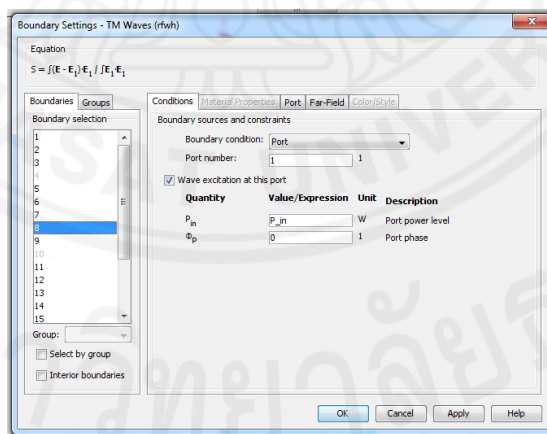 Boundary Settings - TM Waves (rfwh)
Equation
S = ∫(E - E₁)·E₁ / ∫E₁·E₁
Boundaries Groups
Conditions Material Properties Port Far-Field Color/Style
Boundary selection
1
2
3
4
5
6
7
8
9
10
11
12
13
14
15
Group:
Select by group
Interior boundaries
Boundary sources and constraints
Boundary condition: Port
Port number: 1 1
Wave excitation at this port
Quantity Value/Expression Unit Description
P_in P_in W Port power level
Φ_p 0 1 Port phase
OK Cancel Apply Help